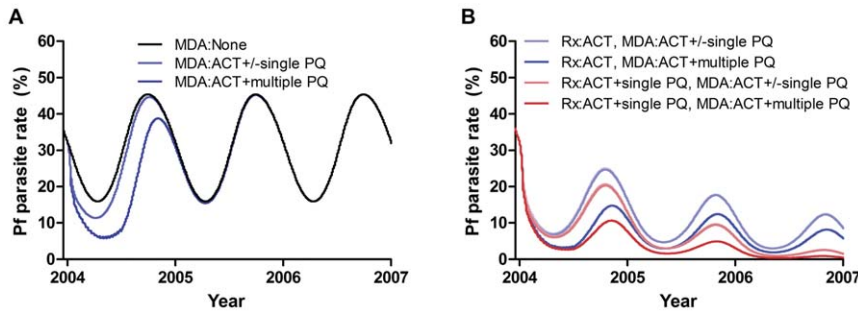 A
Pf parasite rate (%)
60
50
40
30
20
10
0
MDA:None
MDA:ACT+/-single PQ
MDA:ACT+multiple PQ
2004 2005 2006 2007
Year
B
Pf parasite rate (%)
60
50
40
30
20
10
0
Rx:ACT, MDA:ACT+/-single PQ
Rx:ACT, MDA:ACT+multiple PQ
Rx:ACT+single PQ, MDA:ACT+/-single PQ
Rx:ACT+single PQ, MDA:ACT+multiple PQ
2004 2005 2006 2007
Year